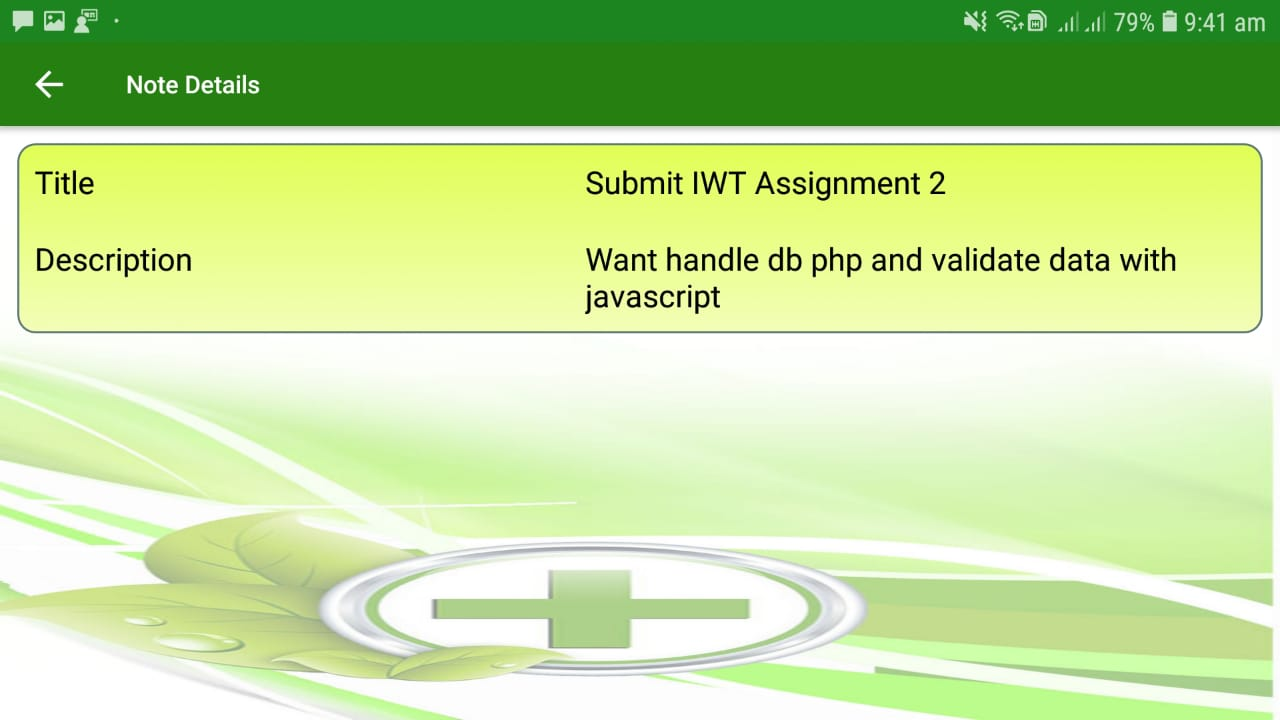 79% 9:41 am
Note Details
Title Submit IWT Assignment 2
Description Want handle db php and validate data with
javascript